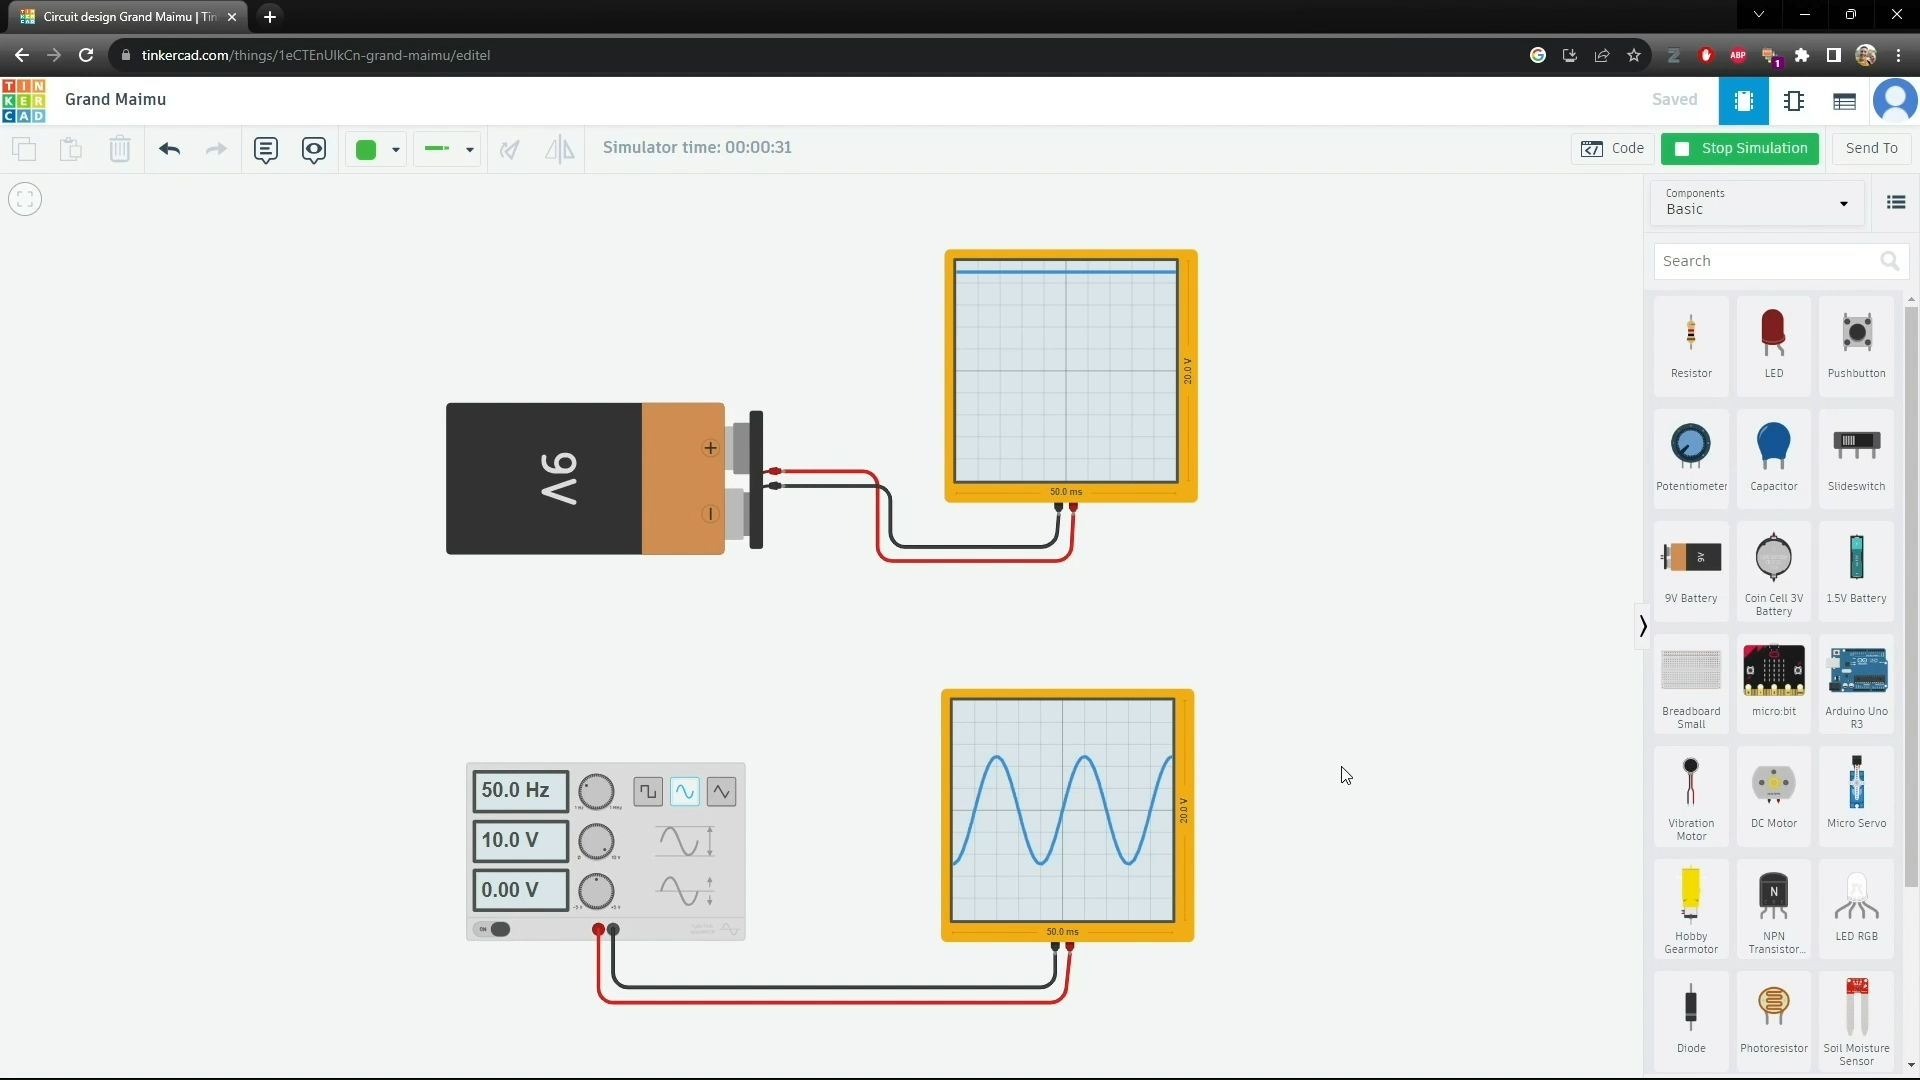 Circuit design Grand Maimu | Tin
tinkercad.com/things/1eCTEnUlkCn-grand-maimu/editel
ABP
1
TIN
KER
CAD
Grand Maimu
Saved
Simulator time: 00:00:31
Code
Stop Simulation
Send To
Components
Basic
Search
Resistor
LED
Pushbutton
Potentiometer
Capacitor
Slideswitch
9V
9V Battery
Coin Cell 3V
Battery
1.5V Battery
Breadboard
Small
micro:bit
Arduino Uno
R3
Vibration
Motor
DC Motor
Micro Servo
Hobby
Gearmotor
N
NPN
Transistor...
LED RGB
Diode
Photoresistor
Soil Moisture
Sensor
9V
+
20.0 V
50.0 ms
50.0 Hz
10.0 V
0.00 V
ON
20.0 V
50.0 ms